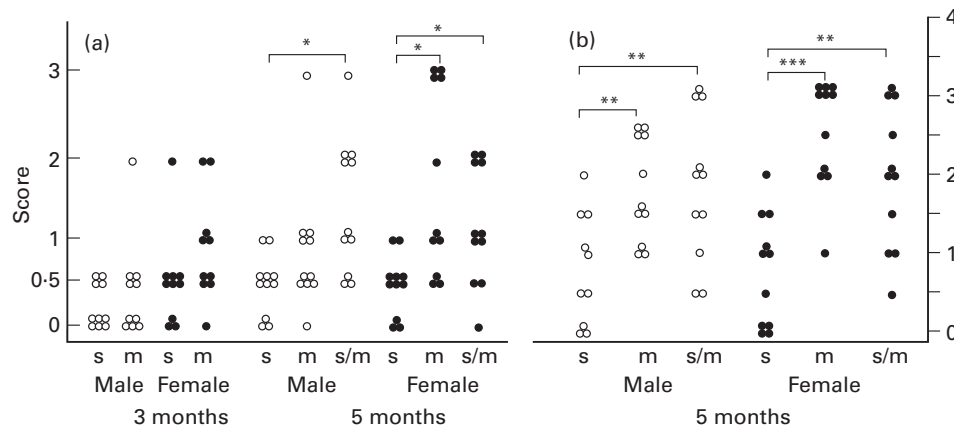 (a)
* * *
3
2
1
0·5
0
Score
s m s m s m s/m s m s/m
Male Female Male Female
3 months 5 months
(b)
** ** *** **
4
3
2
1
0
s m s/m s m s/m
Male Female
5 months